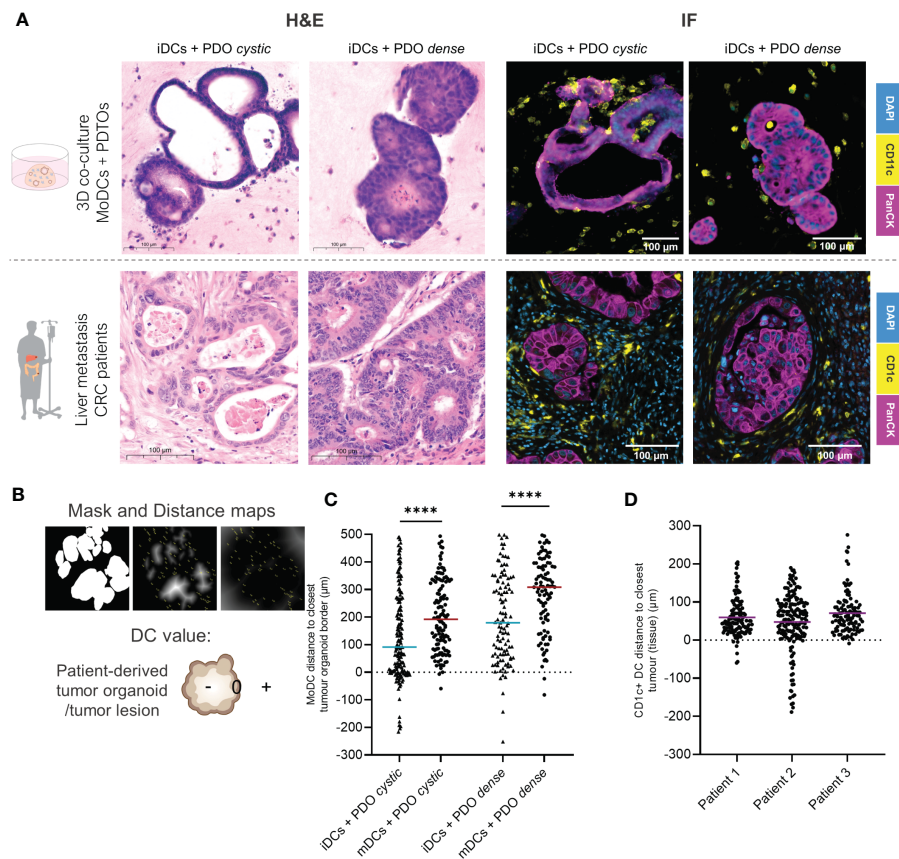 A
H&E
IF
iDCs + PDO cystic
iDCs + PDO dense
iDCs + PDO cystic
iDCs + PDO dense
3D co-culture
MoDCs + PDTOs
100 µm
100 µm
100 µm
100 µm
DAPI
CD11c
PanCK
Liver metastasis
CRC patients
100 µm
100 µm
100 µm
100 µm
DAPI
CD1c
PanCK
B
Mask and Distance maps
DC value:
Patient-derived
tumor organoid
/tumor lesion
- 0 +
C
MoDC distance to closest
tumour organoid border (µm)
****
****
500
400
300
200
100
0
-100
-200
-300
iDCs + PDO cystic
mDCs + PDO cystic
iDCs + PDO dense
mDCs + PDO dense
D
CD1c+ DC distance to closest
tumour (tissue) (µm)
300
200
100
0
-100
-200
-300
Patient 1
Patient 2
Patient 3